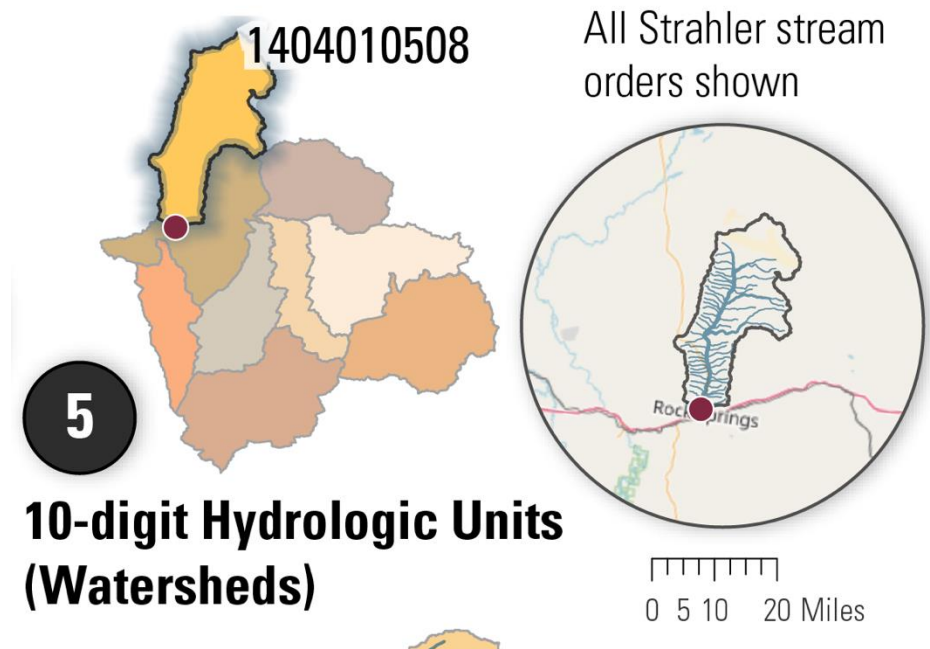 1404010508
All Strahler stream
orders shown
5
10-digit Hydrologic Units
(Watersheds)
0 5 10 20 Miles